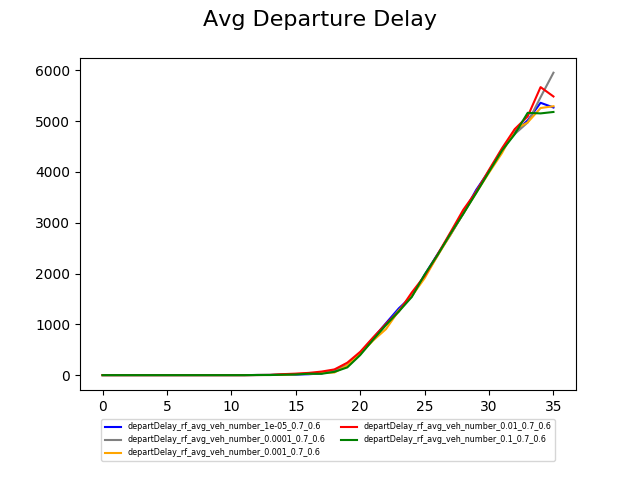 Avg Departure Delay
6000
5000
4000
3000
2000
1000
0
0 5 10 15 20 25 30 35
departDelay_rf_avg_veh_number_1e-05_0.7_0.6
departDelay_rf_avg_veh_number_0.0001_0.7_0.6
departDelay_rf_avg_veh_number_0.001_0.7_0.6
departDelay_rf_avg_veh_number_0.01_0.7_0.6
departDelay_rf_avg_veh_number_0.1_0.7_0.6